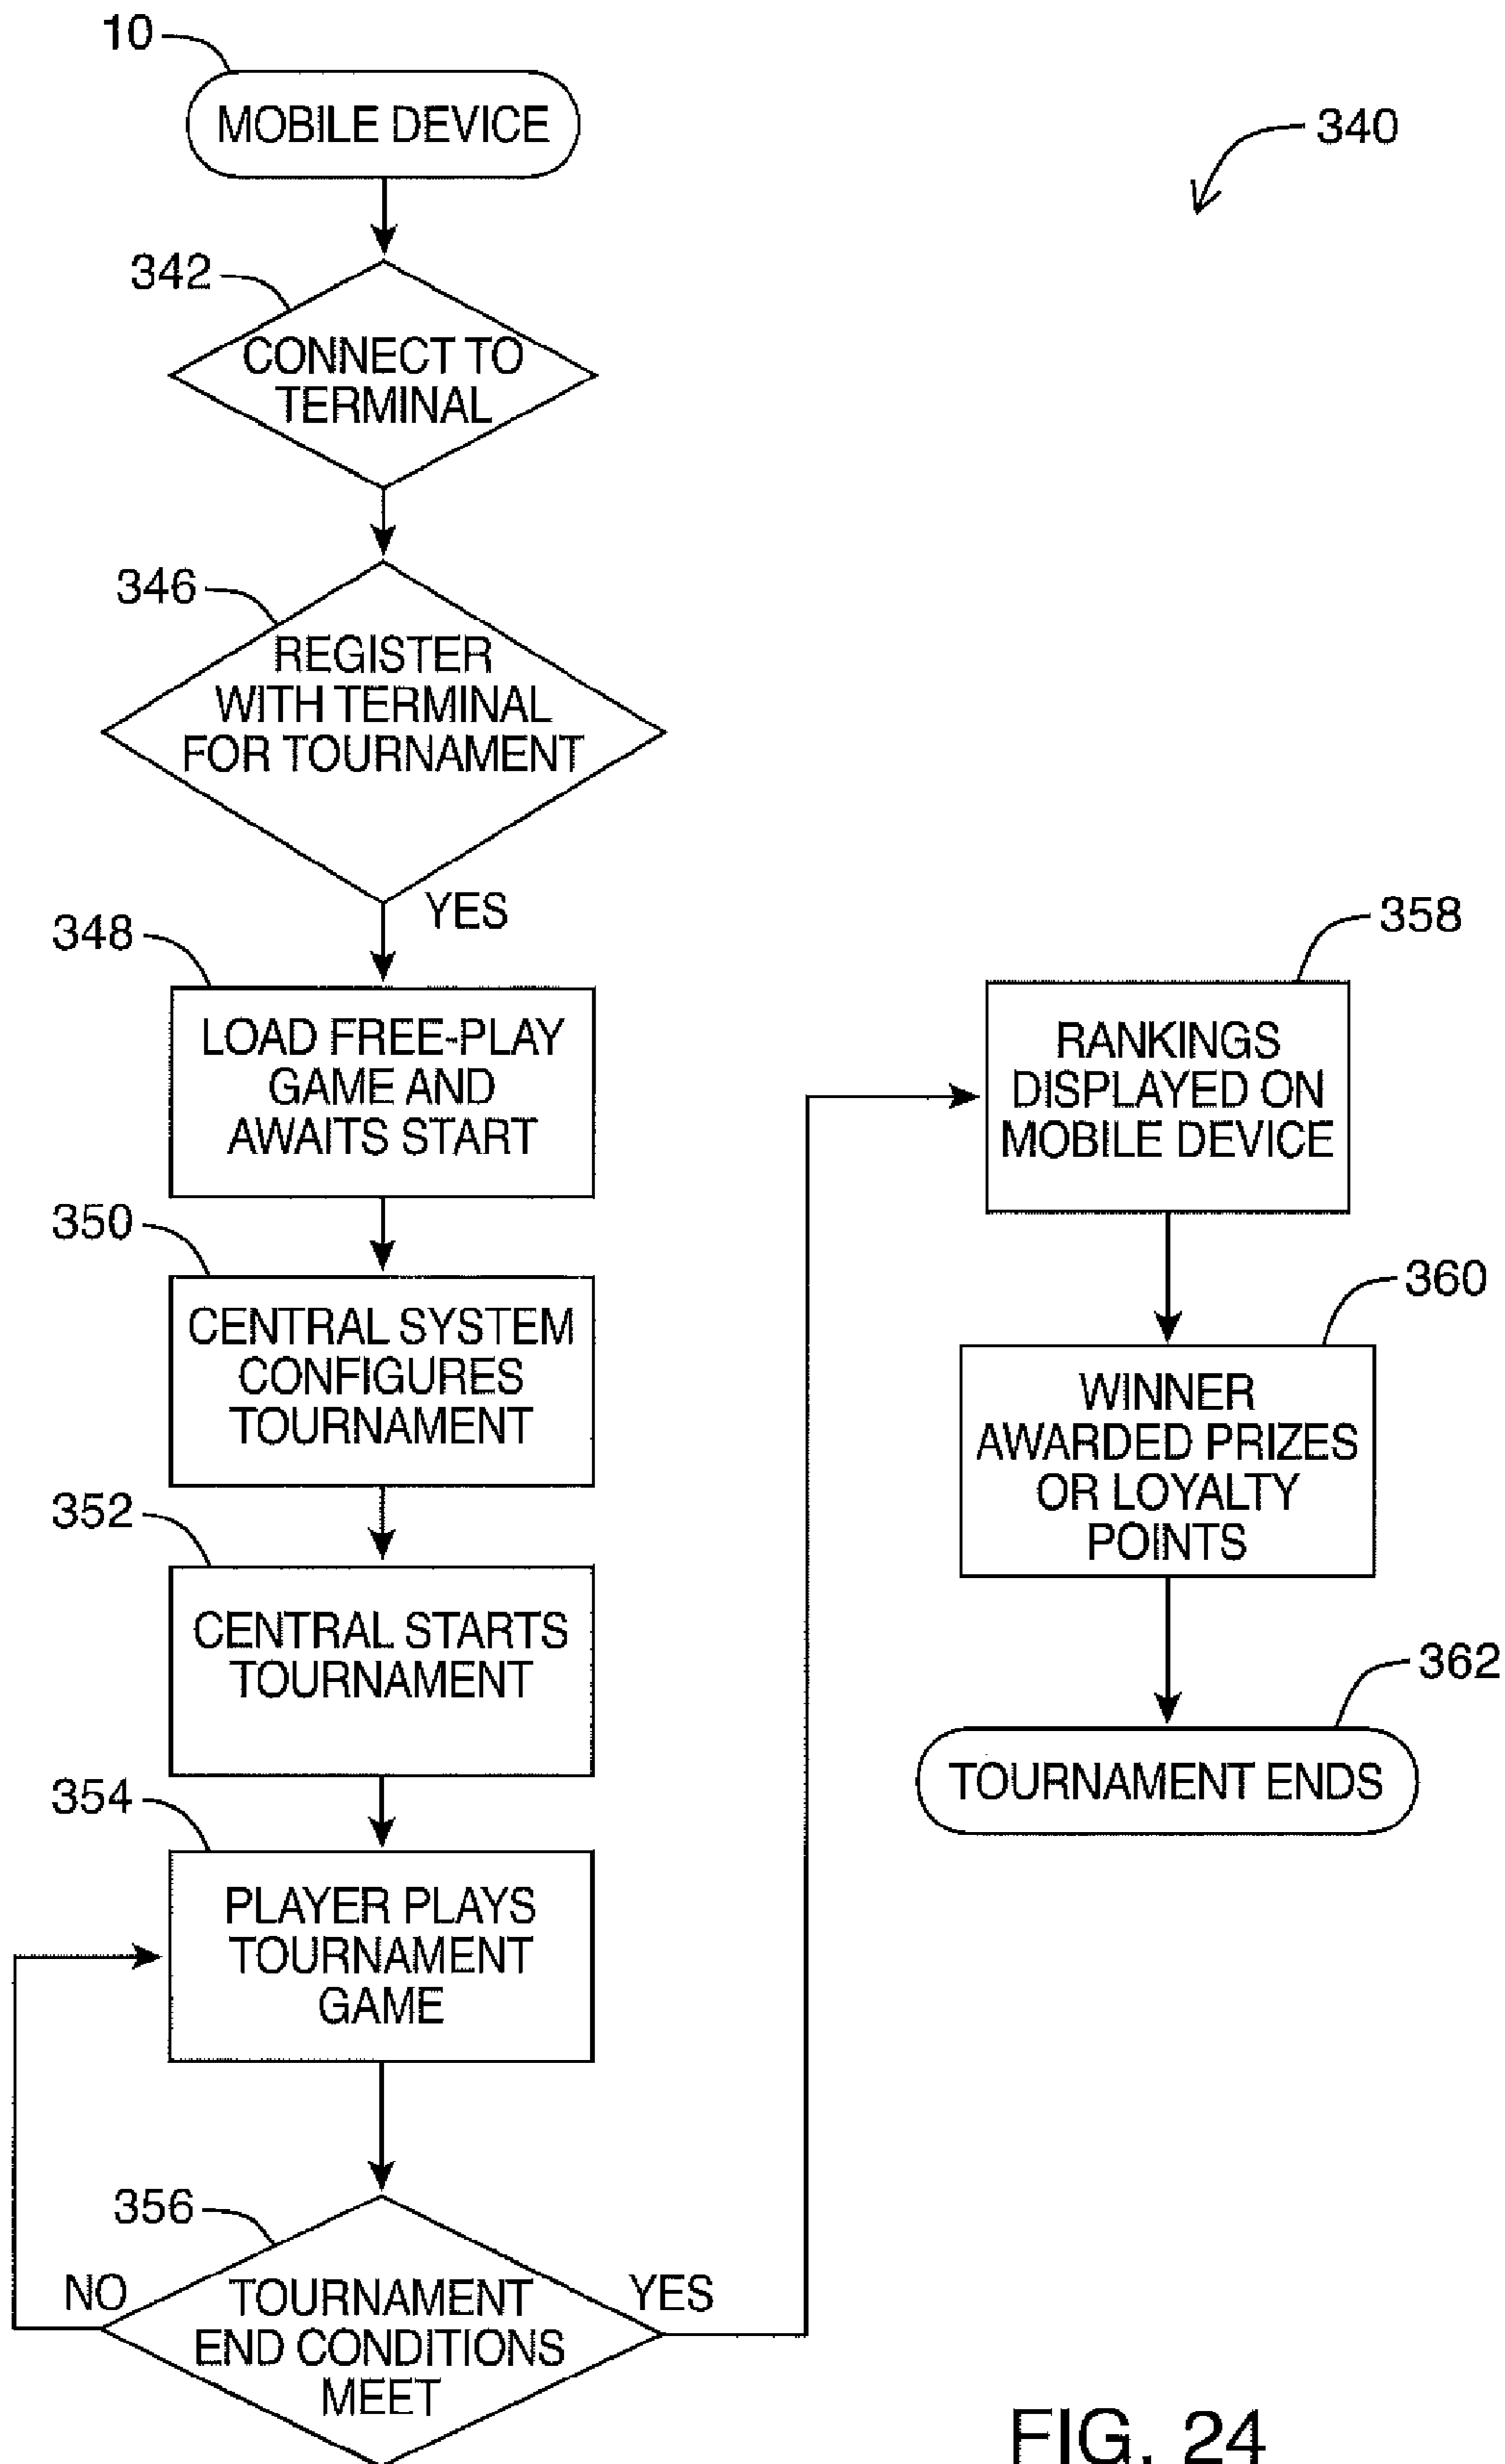 10
MOBILE DEVICE
340
342
CONNECT TO
TERMINAL
346
REGISTER
WITH TERMINAL
FOR TOURNAMENT
YES
348
LOAD FREE-PLAY
GAME AND
AWAITS START
350
CENTRAL SYSTEM
CONFIGURES
TOURNAMENT
352
CENTRAL STARTS
TOURNAMENT
354
PLAYER PLAYS
TOURNAMENT
GAME
356
NO
TOURNAMENT
END CONDITIONS
MEET
YES
358
RANKINGS
DISPLAYED ON
MOBILE DEVICE
360
WINNER
AWARDED PRIZES
OR LOYALTY
POINTS
362
TOURNAMENT ENDS
FIG. 24